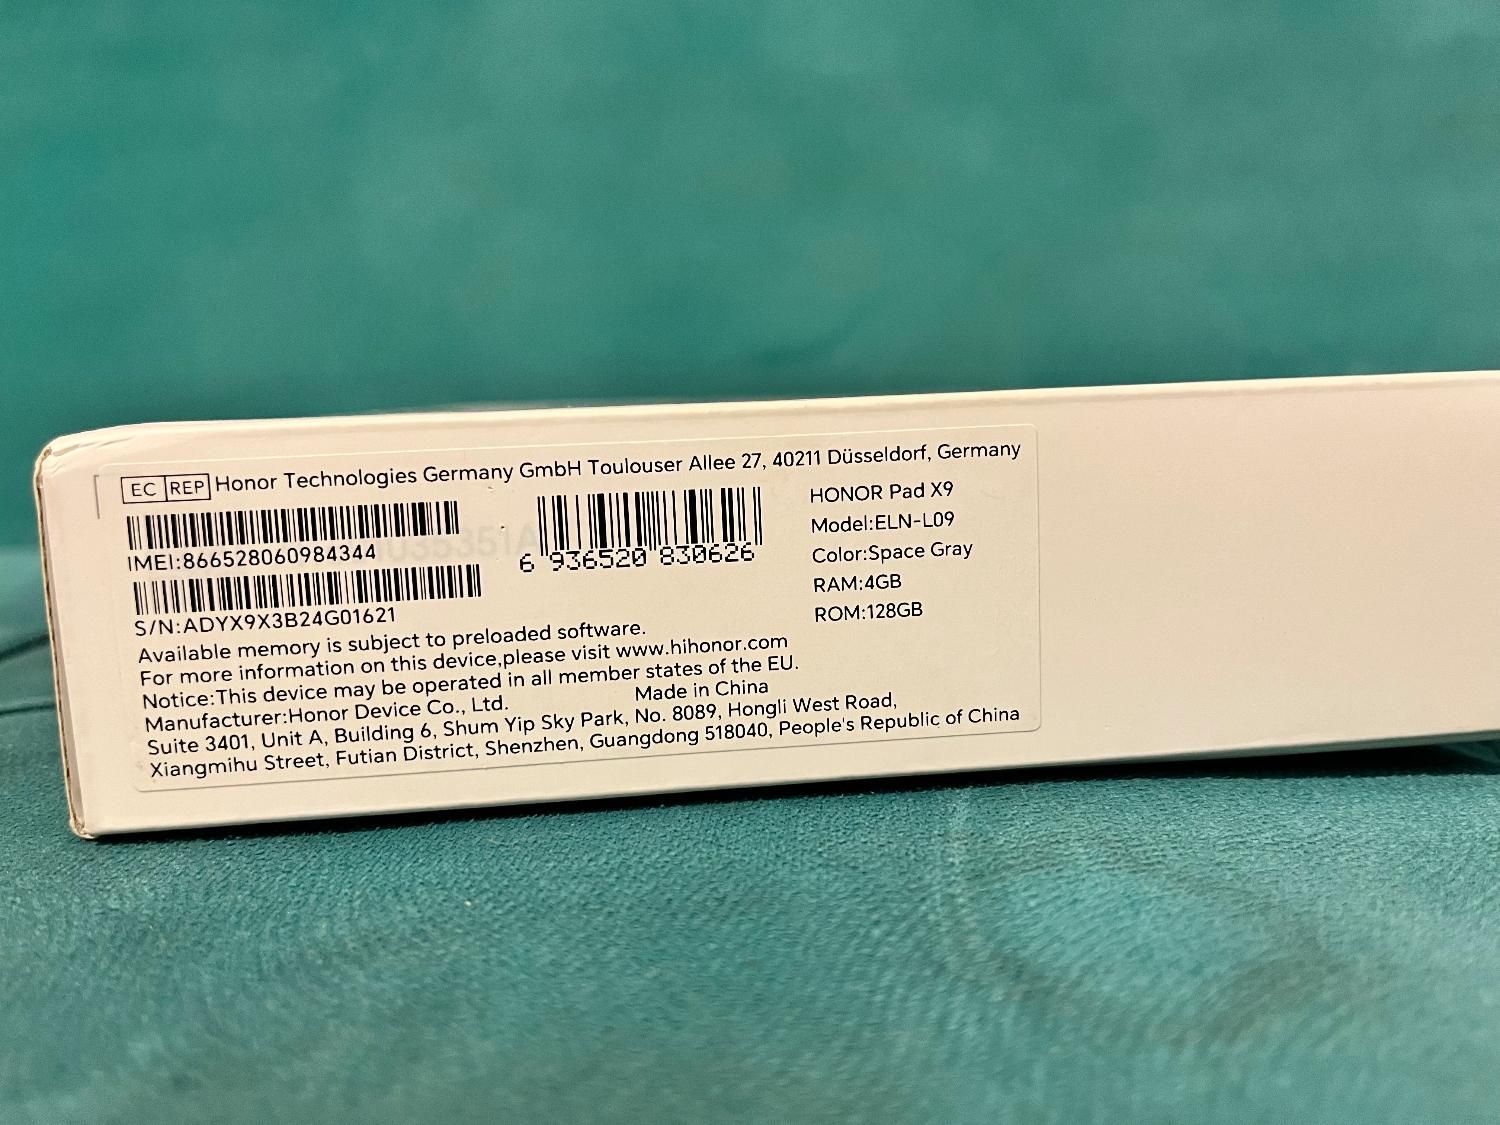 EC REP Honor Technologies Germany GmbH Toulouser Allee 27, 40211 Düsseldorf, Germany
IMEI:866528060984344
6 936520 830626
S/N:ADYX9X3B24G01621
HONOR Pad X9
Model:ELN-L09
Color:Space Gray
RAM:4GB
ROM:128GB
Available memory is subject to preloaded software.
For more information on this device,please visit www.hihonor.com
Notice:This device may be operated in all member states of the EU.
Manufacturer:Honor Device Co., Ltd. Made in China
Suite 3401, Unit A, Building 6, Shum Yip Sky Park, No. 8089, Hongli West Road,
Xiangmihu Street, Futian District, Shenzhen, Guangdong 518040, People's Republic of China